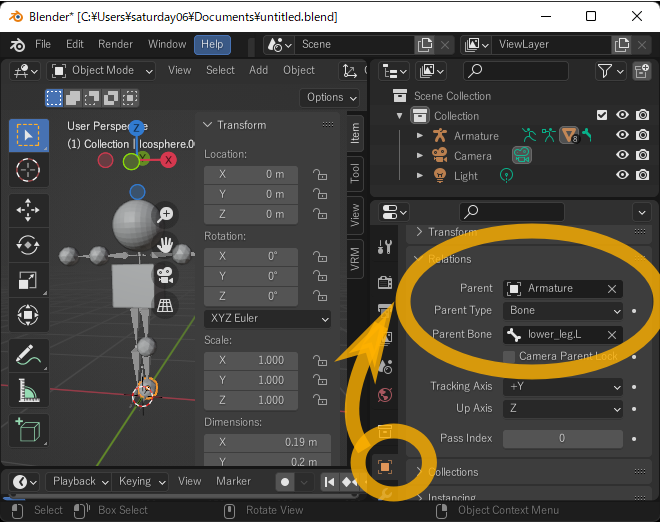 Blender* [C:¥Users¥saturday06¥Documents¥untitled.blend]
File Edit Render Window Help Scene ViewLayer
Object Mode View Select Add Object
Options
Scene Collection
Collection
Armature 8
Camera
Light
User Perspective
(1) Collection | Icosphere.00
Z
Y
X
Transform
Location:
X 0 m
Y 0 m
Z 0 m
Rotation:
X 0°
Y 0°
Z 0°
XYZ Euler
Scale:
X 1.000
Y 1.000
Z 1.000
Dimensions:
X 0.19 m
Y 0.2 m
Item
Tool
View
VRM
Transform
Relations
Parent Armature
Parent Type Bone
Parent Bone lower_leg.L
Camera Parent Lock
Tracking Axis +Y
Up Axis Z
Pass Index 0
Collections
Instancing
Playback Keying View Marker
Select Box Select Rotate View Object Context Menu